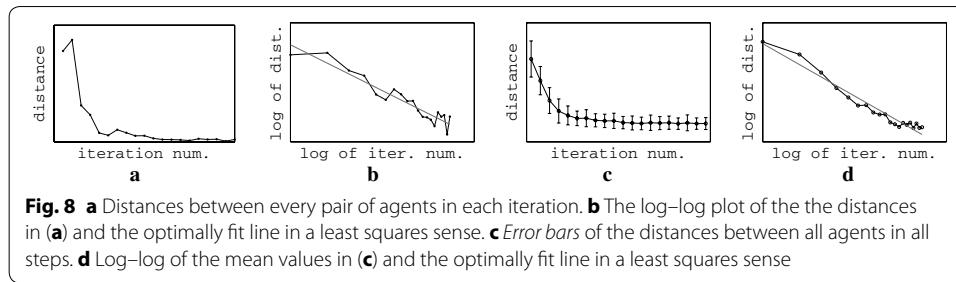 distance
iteration num.
a
log of dist.
log of iter. num.
b
distance
iteration num.
c
log of dist.
log of iter. num.
d
Fig. 8 a Distances between every pair of agents in each iteration. b The log–log plot of the the distances
in (a) and the optimally fit line in a least squares sense. c Error bars of the distances between all agents in all
steps. d Log–log of the mean values in (c) and the optimally fit line in a least squares sense